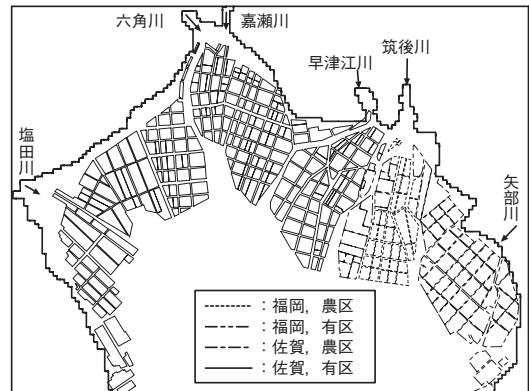 六角川
嘉瀬川
早津江川
筑後川
塩田川
矢部川
：福岡，農区
：福岡，有区
：佐賀，農区
：佐賀，有区